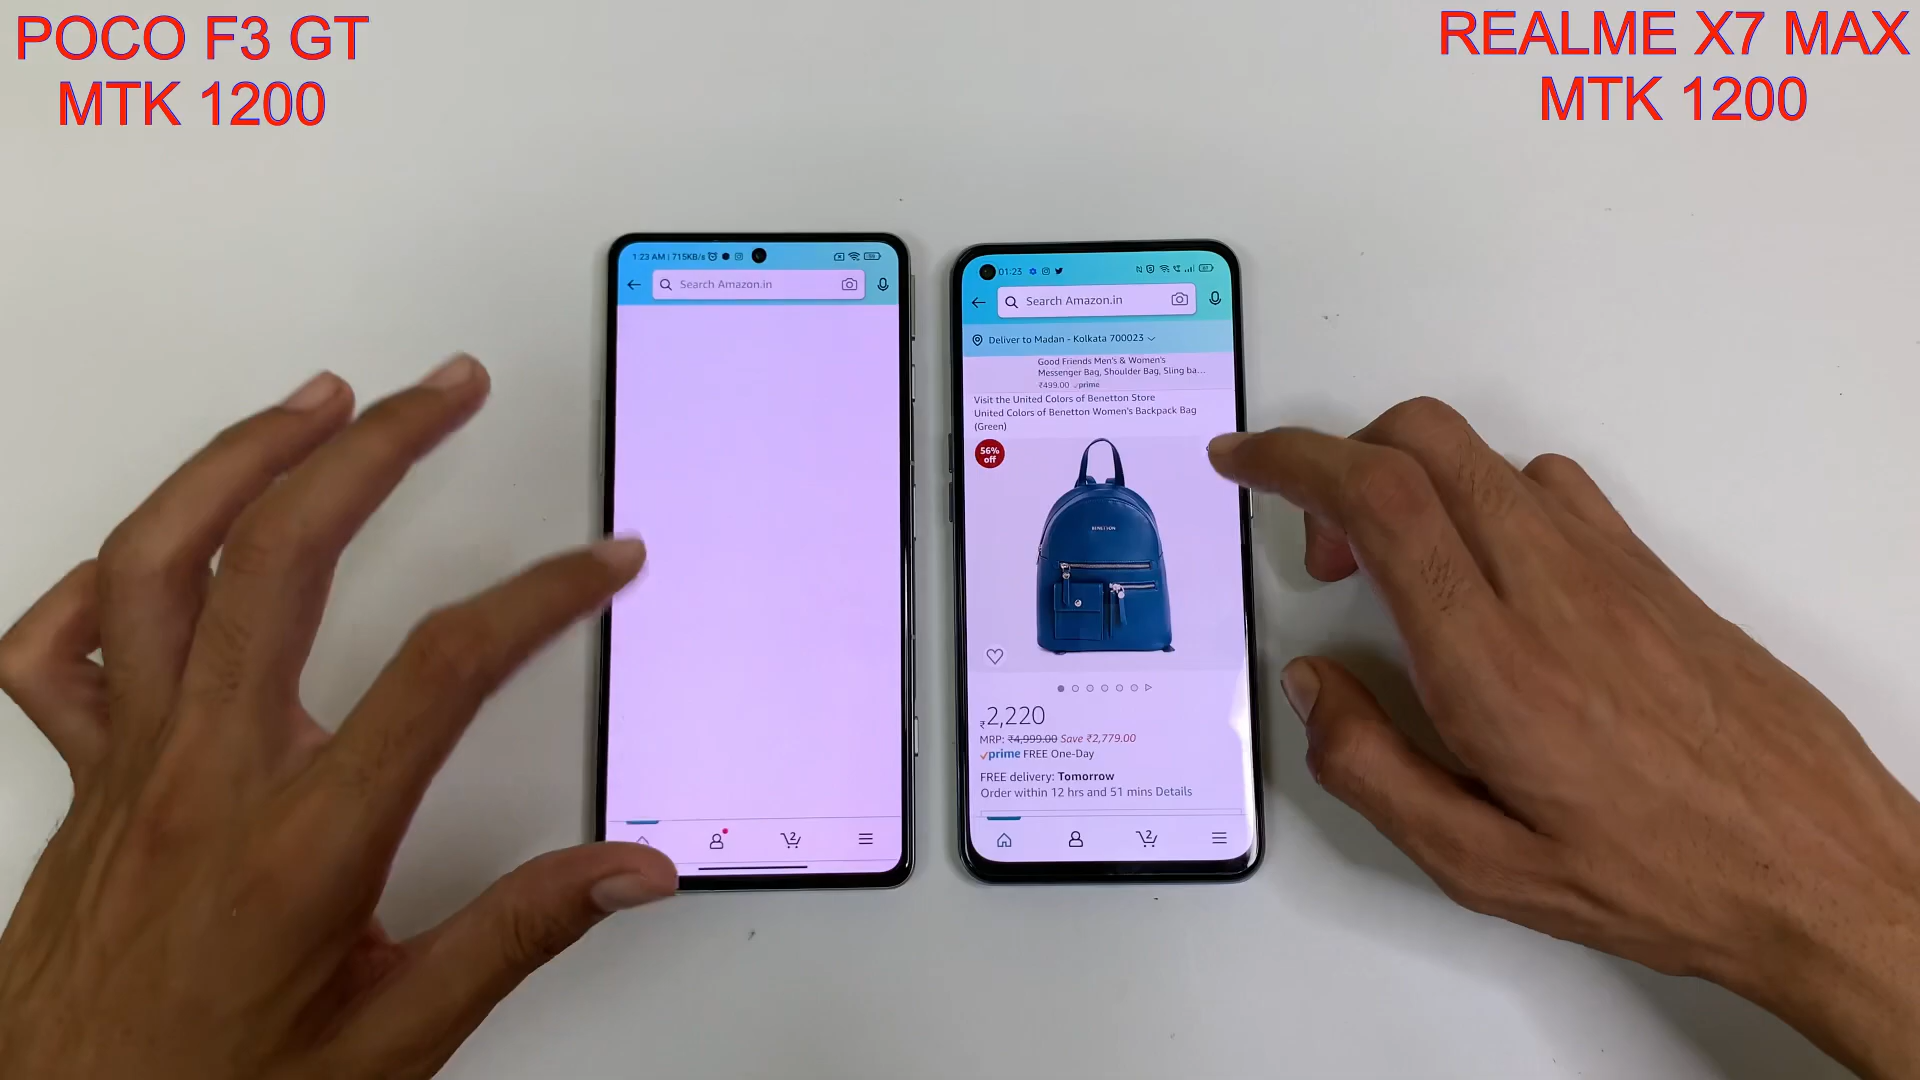 POCO F3 GT
MTK 1200
REALME X7 MAX
MTK 1200
1:23 AM | 715KB/s
Search Amazon.in
2
01:23
Search Amazon.in
Deliver to Madan - Kolkata 700023
Good Friends Men's & Women's
Messenger Bag, Shoulder Bag, Sling ba...
₹499.00 prime
Visit the United Colors of Benetton Store
United Colors of Benetton Women's Backpack Bag
(Green)
56%
off
BENETTON
₹2,220
MRP: ₹4,999.00 Save ₹2,779.00
prime FREE One-Day
FREE delivery: Tomorrow
Order within 12 hrs and 51 mins Details
2